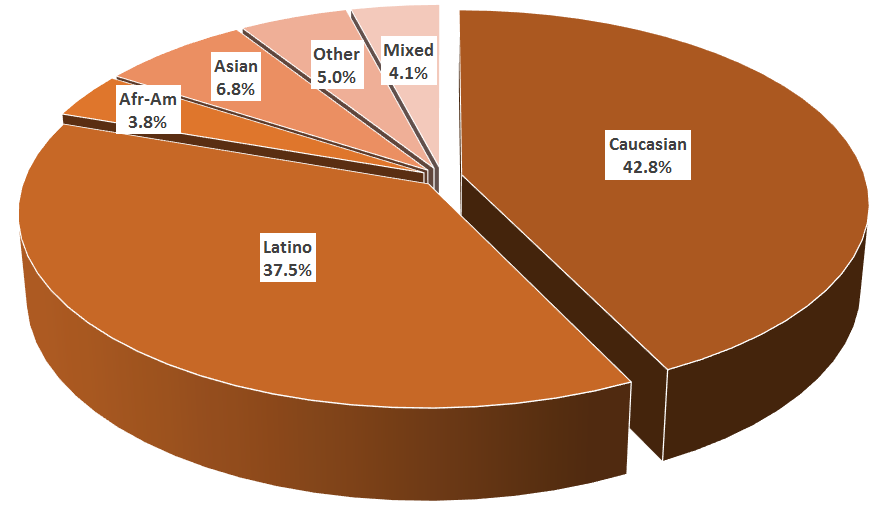 Mixed
4.1%
Other
5.0%
Asian
6.8%
Afr-Am
3.8%
Caucasian
42.8%
Latino
37.5%